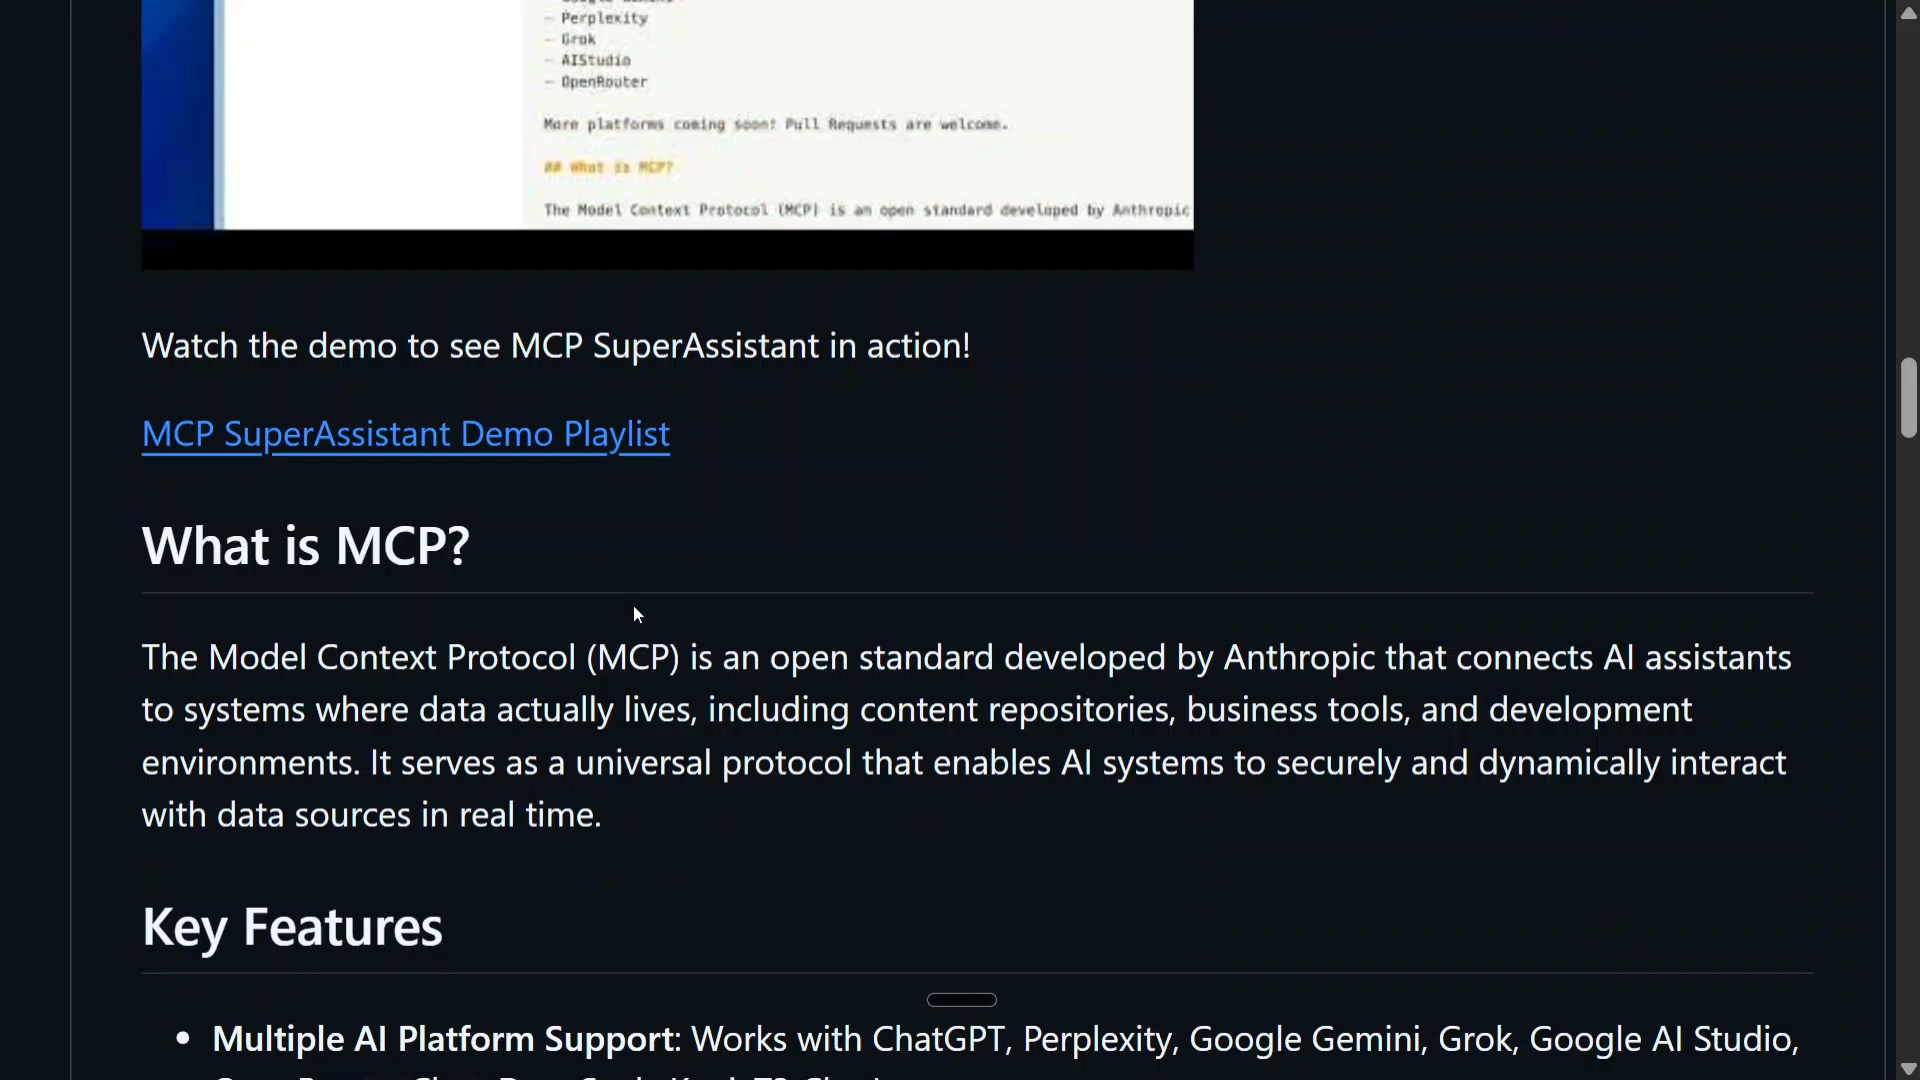 - Perplexity
- Grok
- AIStudio
- OpenRouter
More platforms coming soon! Pull Requests are welcome.
## What is MCP?
The Model Context Protocol (MCP) is an open standard developed by Anthropic
Watch the demo to see MCP SuperAssistant in action!
MCP SuperAssistant Demo Playlist
What is MCP?
The Model Context Protocol (MCP) is an open standard developed by Anthropic that connects AI assistants
to systems where data actually lives, including content repositories, business tools, and development
environments. It serves as a universal protocol that enables AI systems to securely and dynamically interact
with data sources in real time.
Key Features
• Multiple AI Platform Support: Works with ChatGPT, Perplexity, Google Gemini, Grok, Google AI Studio,